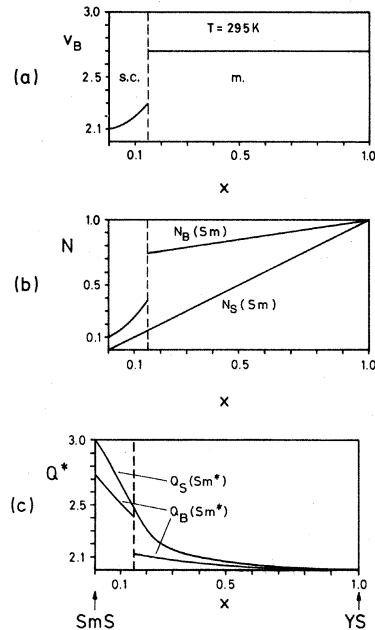 3.0
V_B
T = 295K
2.5
s.c.
m.
(a)
2.1
0.1
0.5
1.0
X
1.0
N
N_B (Sm)
0.5
N_S (Sm)
(b)
0.1
0.1
0.5
1.0
X
3.0
Q*
Q_S (Sm*)
2.5
Q_B (Sm*)
(c)
2.1
0.1
0.5
1.0
X
SmS
YS